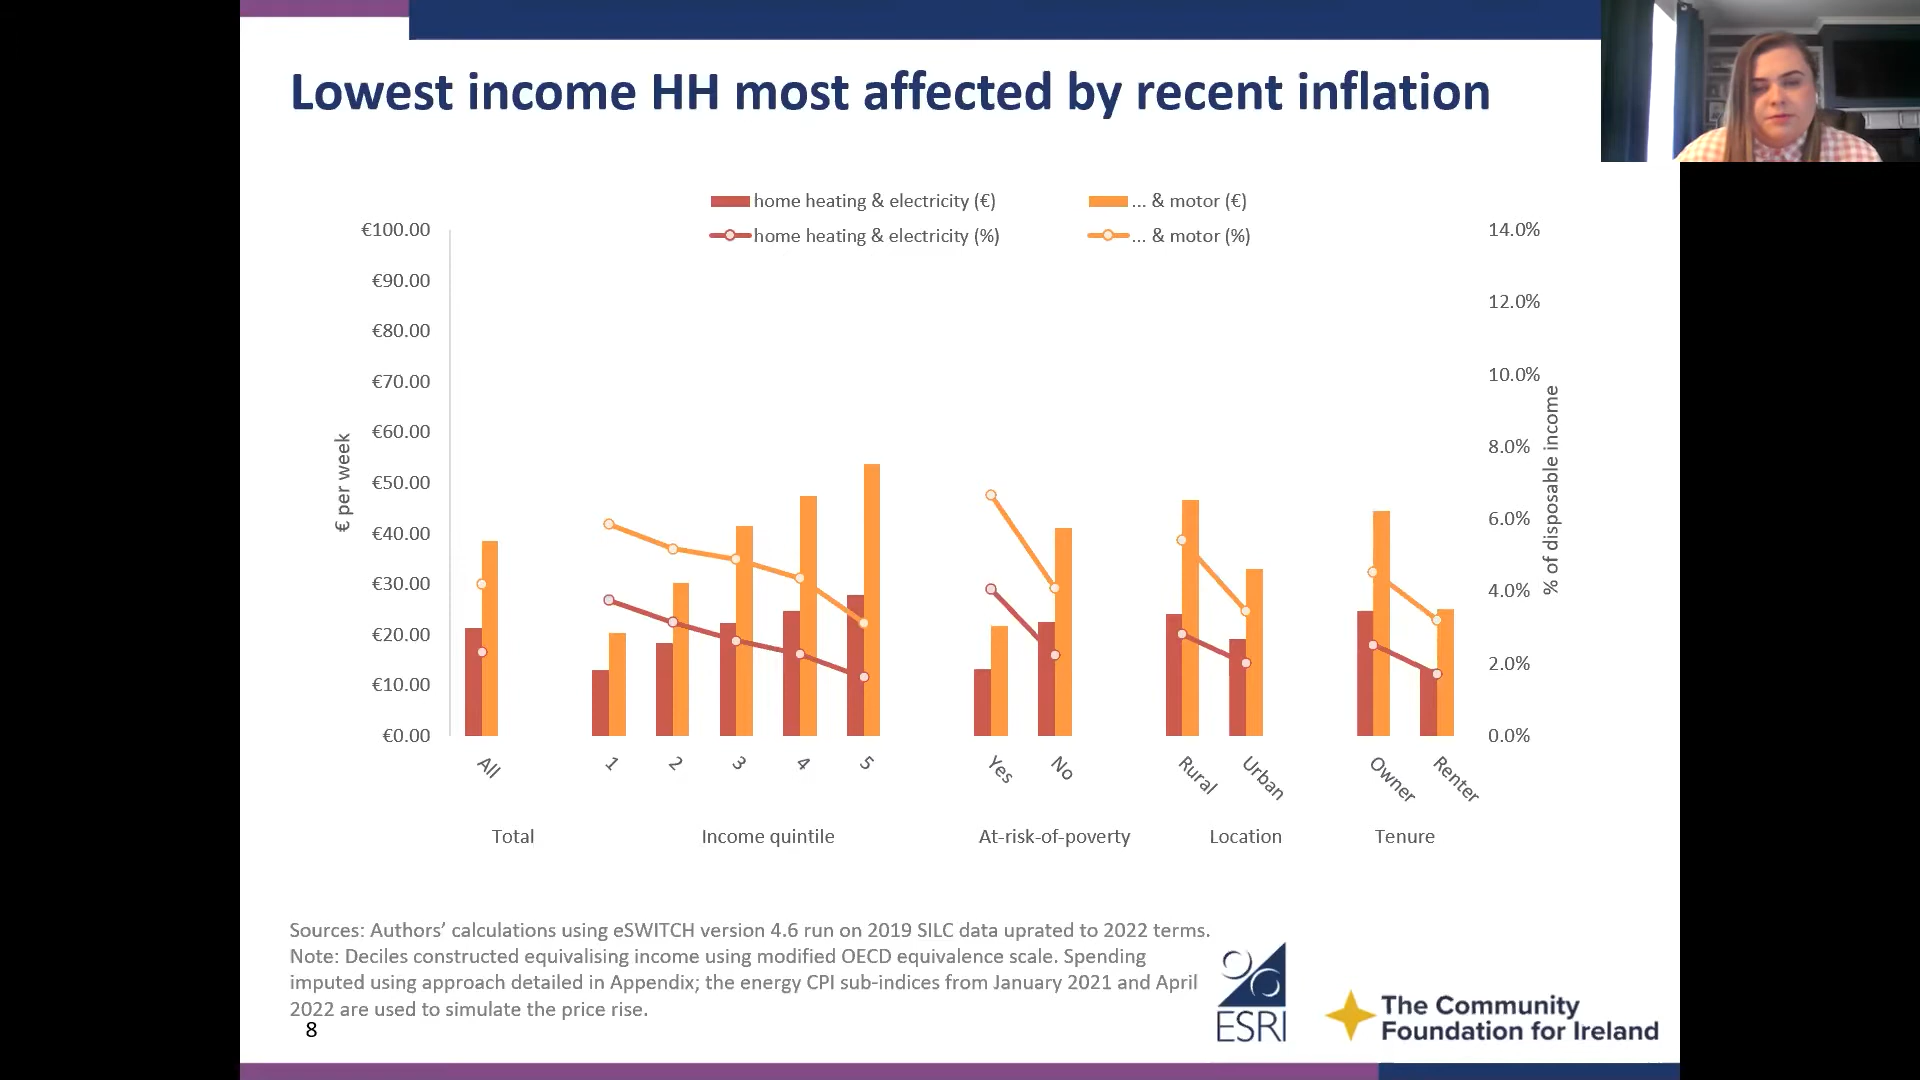 Lowest income HH most affected by recent inflation
home heating & electricity (€)
... & motor (€)
home heating & electricity (%)
... & motor (%)
€100.00
€90.00
€80.00
€70.00
€60.00
€50.00
€40.00
€30.00
€20.00
€10.00
€0.00
€ per week
14.0%
12.0%
10.0%
8.0%
6.0%
4.0%
2.0%
0.0%
% of disposable income
All
1
2
3
4
5
Yes
No
Rural
Urban
Owner
Renter
Total
Income quintile
At-risk-of-poverty
Location
Tenure
Sources: Authors’ calculations using eSWITCH version 4.6 run on 2019 SILC data uprated to 2022 terms.
Note: Deciles constructed equivalising income using modified OECD equivalence scale. Spending
imputed using approach detailed in Appendix; the energy CPI sub-indices from January 2021 and April
2022 are used to simulate the price rise.
8
ESRI
The Community
Foundation for Ireland